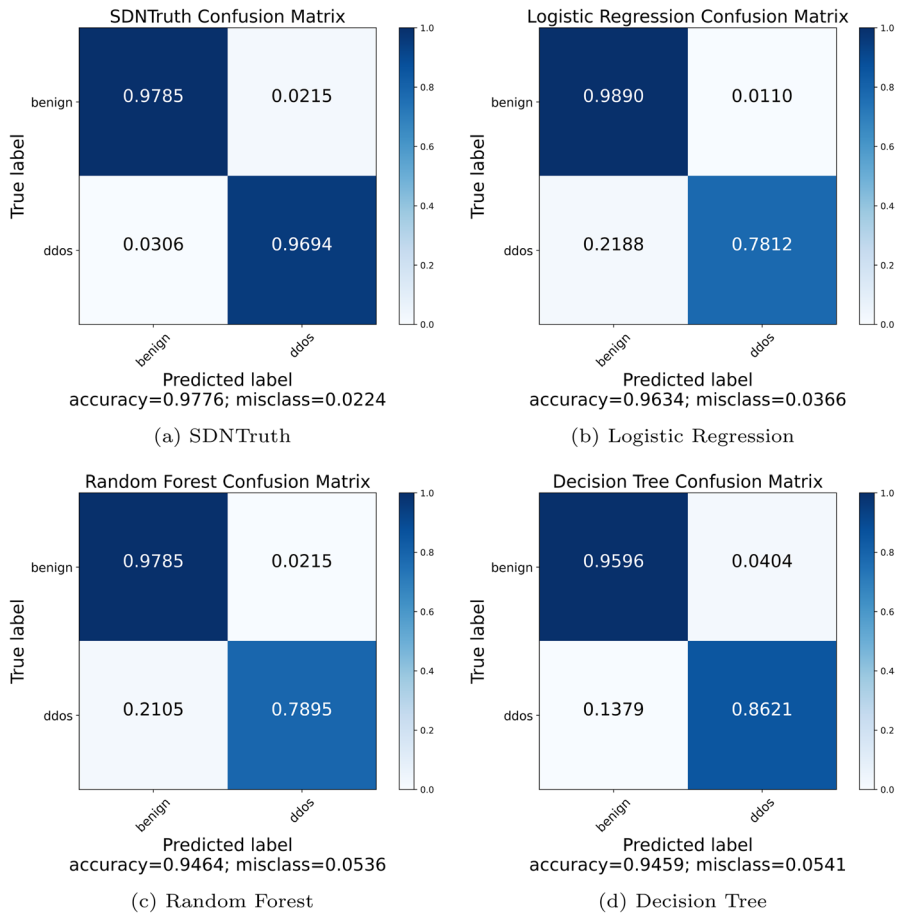 SDNTruth Confusion Matrix
True label
benign
ddos
0.9785
0.0215
0.0306
0.9694
1.0
0.8
0.6
0.4
0.2
0.0
benign
ddos
Predicted label
accuracy=0.9776; misclass=0.0224
(a) SDNTruth
Logistic Regression Confusion Matrix
True label
benign
ddos
0.9890
0.0110
0.2188
0.7812
1.0
0.8
0.6
0.4
0.2
0.0
benign
ddos
Predicted label
accuracy=0.9634; misclass=0.0366
(b) Logistic Regression
Random Forest Confusion Matrix
True label
benign
ddos
0.9785
0.0215
0.2105
0.7895
1.0
0.8
0.6
0.4
0.2
0.0
benign
ddos
Predicted label
accuracy=0.9464; misclass=0.0536
(c) Random Forest
Decision Tree Confusion Matrix
True label
benign
ddos
0.9596
0.0404
0.1379
0.8621
1.0
0.8
0.6
0.4
0.2
0.0
benign
ddos
Predicted label
accuracy=0.9459; misclass=0.0541
(d) Decision Tree